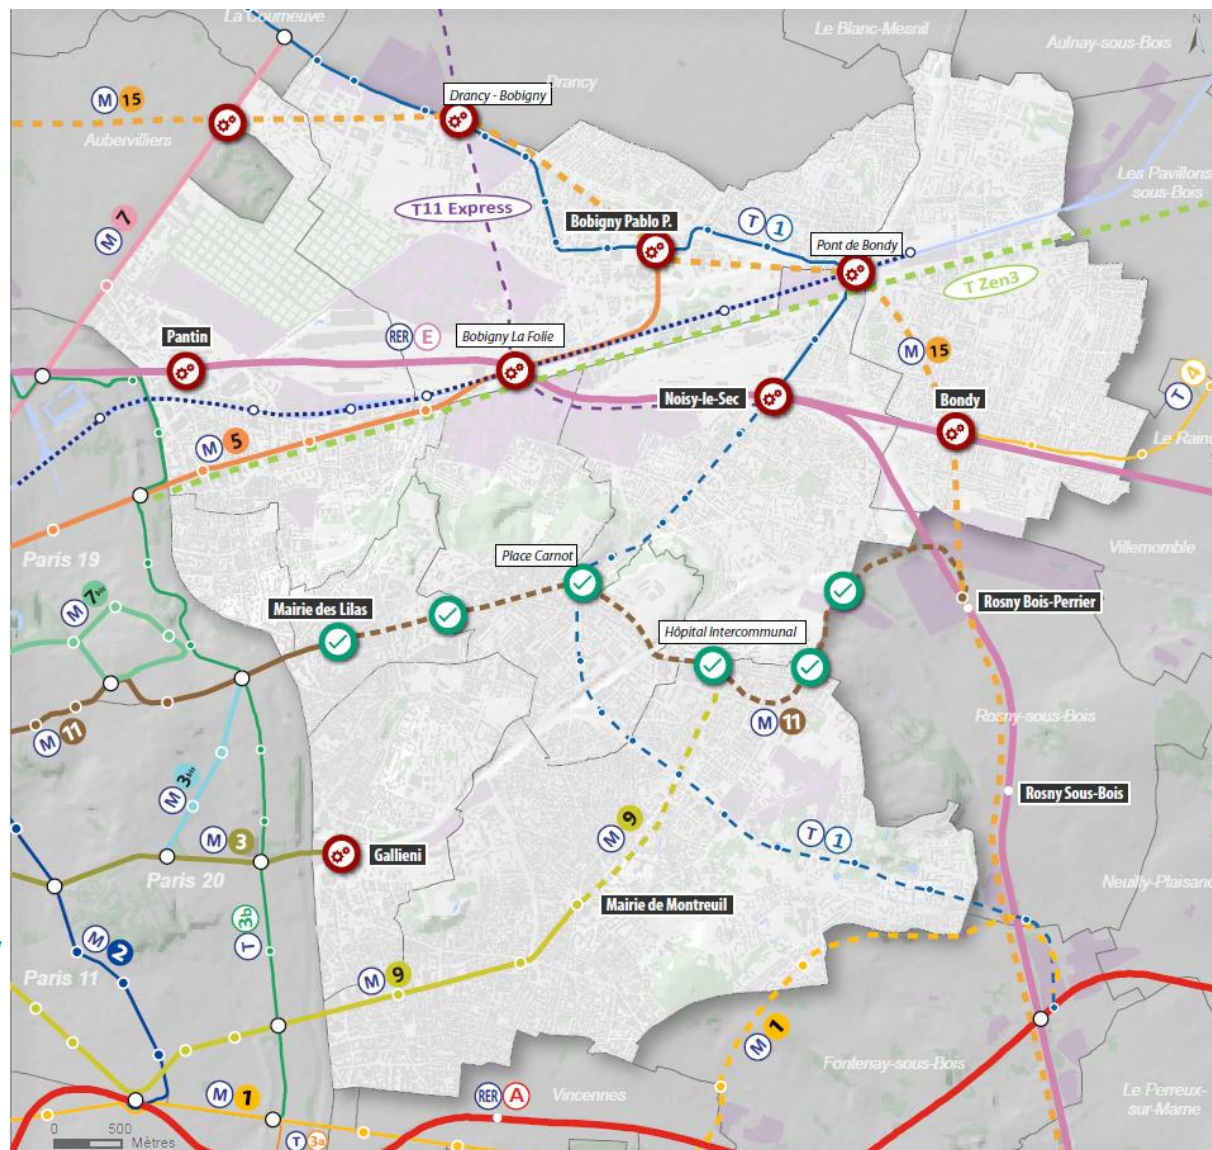 La Courneuve
Le Blanc-Mesnil
N
Aulnay-sous-Bois
Drancy
Drancy - Bobigny
M 15
Aubervilliers
Les Pavillons
sous-Bois
T11 Express
M 7
Bobigny Pablo P.
T 1
Pont de Bondy
T Zen3
Pantin
RER E
Bobigny La Folie
M 15
T 4
Noisy-le-Sec
Bondy
Le Rainc
M 5
Paris 19
Place Carnot
Villemomble
M 7bis
Mairie des Lilas
Rosny Bois-Perrier
Hôpital Intercommunal
M 11
M 11
Rosny-sous-Bois
M 3bis
Rosny Sous-Bois
M 3
M 9
T 1
Gallieni
Paris 20
Neuilly-Plaisanc
Mairie de Montreuil
T 3b
M 2
Paris 11
M 9
M 1
Fontenay-sous-Bois
M 1
RER A
Vincennes
Le Perreux-
sur-Marne
0 500
Mètres
T 3a